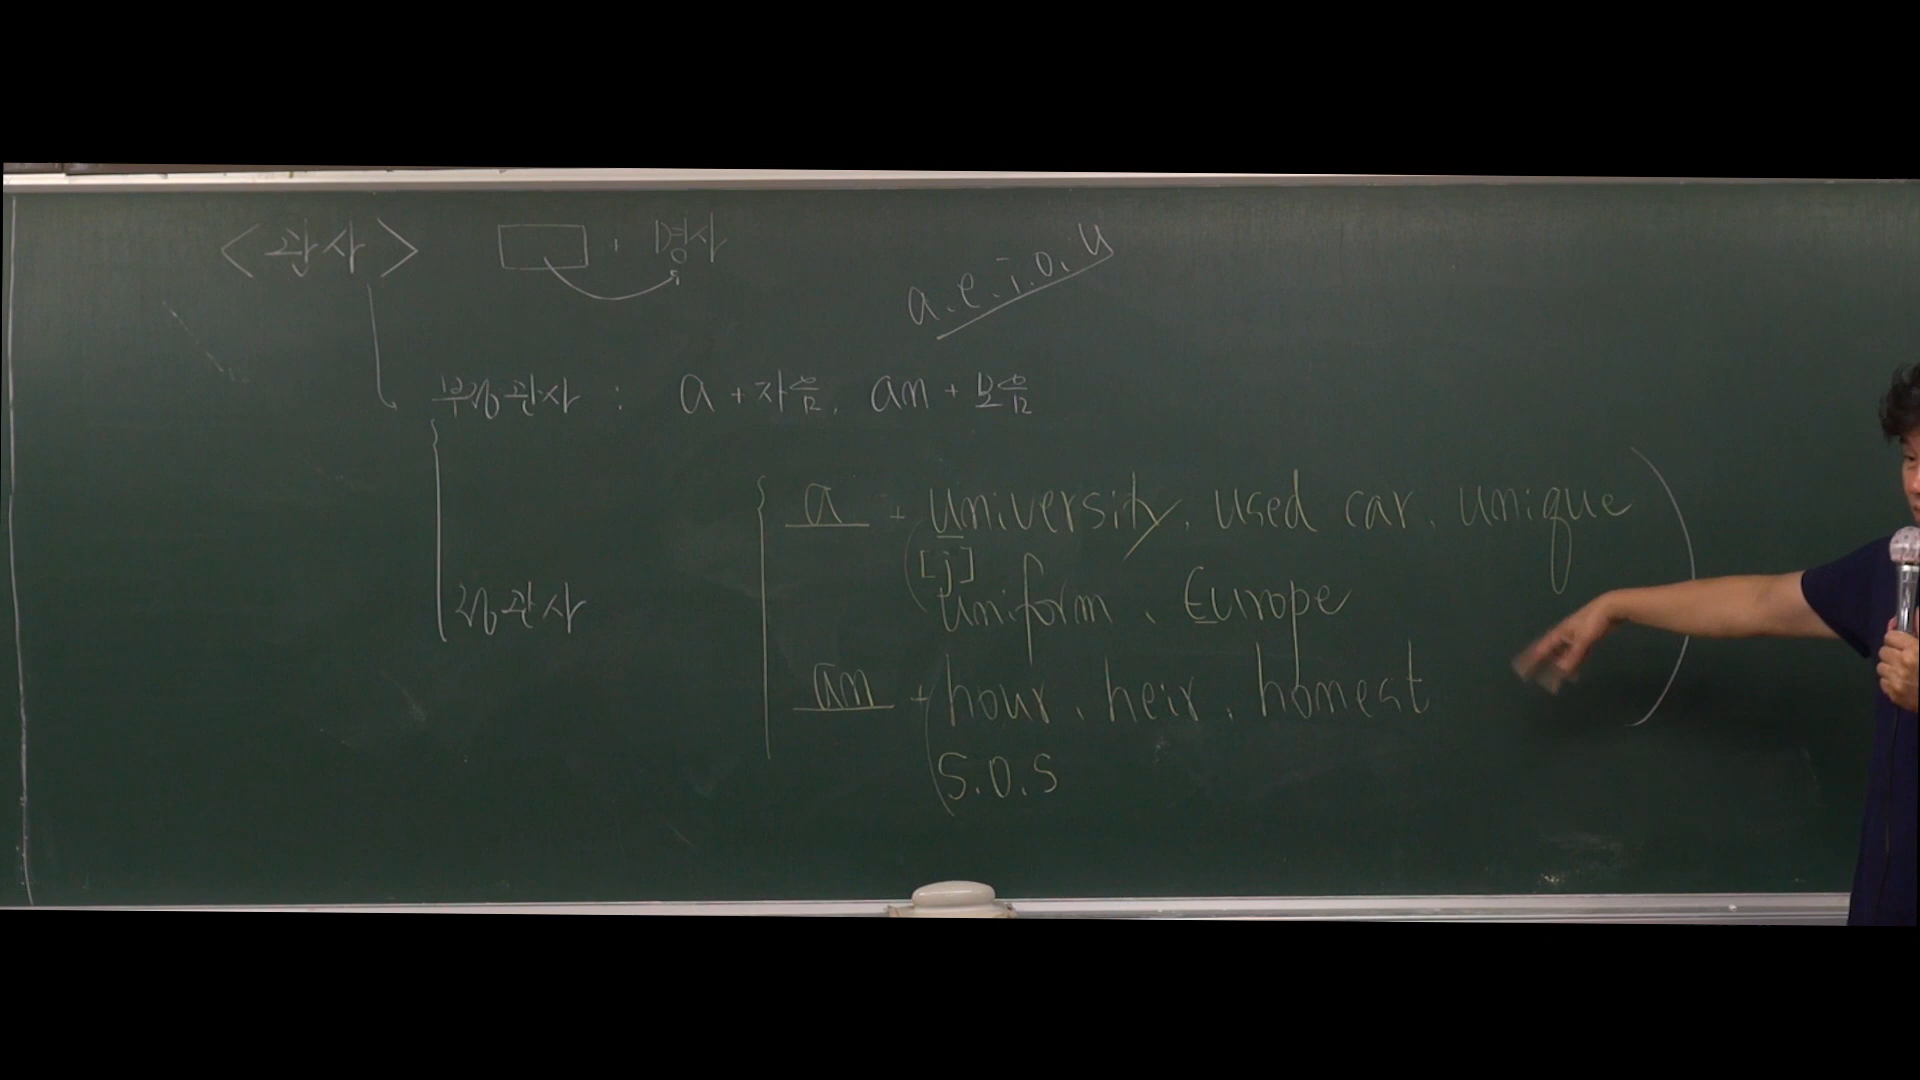 <관사> □ + 명사
a.e.i.o.u
부정관사 : a + 자음, an + 모음
a + university, used car, unique
[j]
uniform, Europe
정관사
an + hour, heir, honest
S.O.S